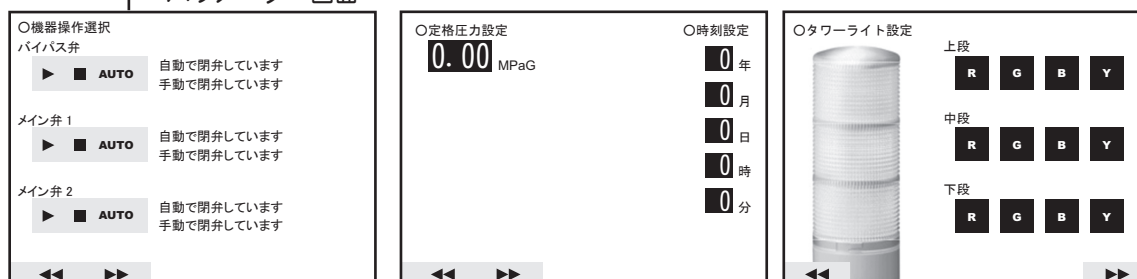 〇機器操作選択
バイパス弁
▶ ■ AUTO
自動で閉弁しています
手動で閉弁しています
メイン弁 1
▶ ■ AUTO
自動で閉弁しています
手動で閉弁しています
メイン弁 2
▶ ■ AUTO
自動で閉弁しています
手動で閉弁しています
◀◀ ▶▶
〇定格圧力設定
0.00 MPaG
〇時刻設定
0 年
0 月
0 日
0 時
0 分
◀◀ ▶▶
〇タワーライト設定
上段
R G B Y
中段
R G B Y
下段
R G B Y
◀◀ ▶▶